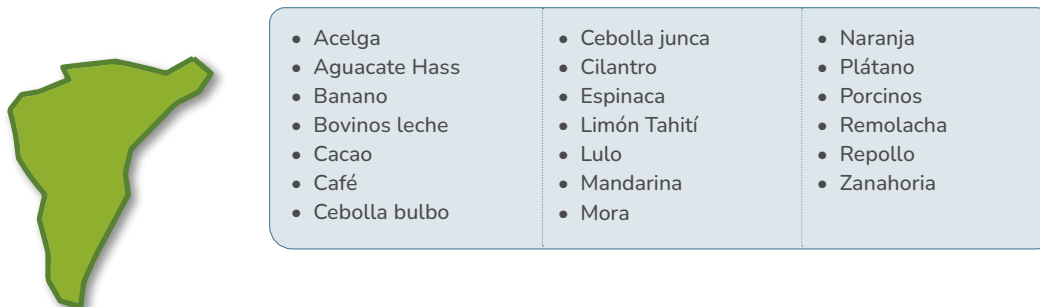 • Acelga
• Aguacate Hass
• Banano
• Bovinos leche
• Cacao
• Café
• Cebolla bulbo
• Cebolla junca
• Cilantro
• Espinaca
• Limón Tahití
• Lulo
• Mandarina
• Mora
• Naranja
• Plátano
• Porcinos
• Remolacha
• Repollo
• Zanahoria